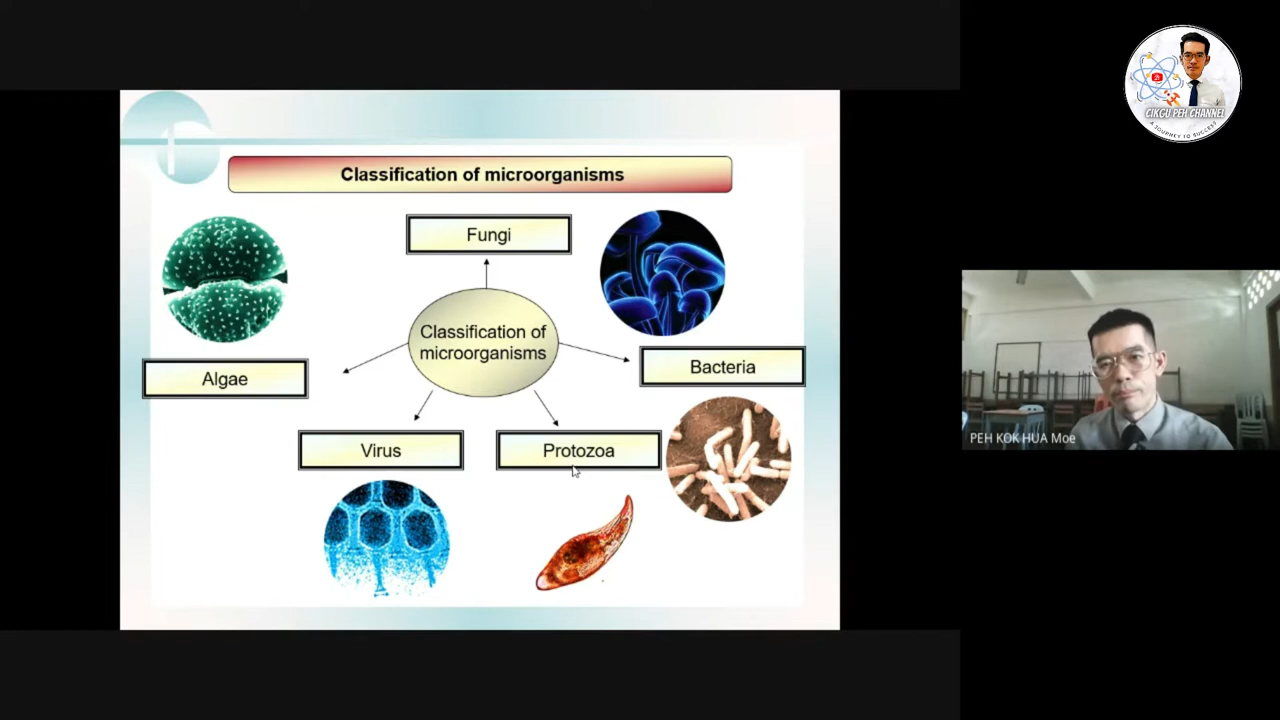 CIKGU PEH CHANNEL
A JOURNEY TO SUCCESS
Classification of microorganisms
Fungi
Classification of
microorganisms
Algae
Bacteria
Virus
Protozoa
PEH KOK HUA Moe